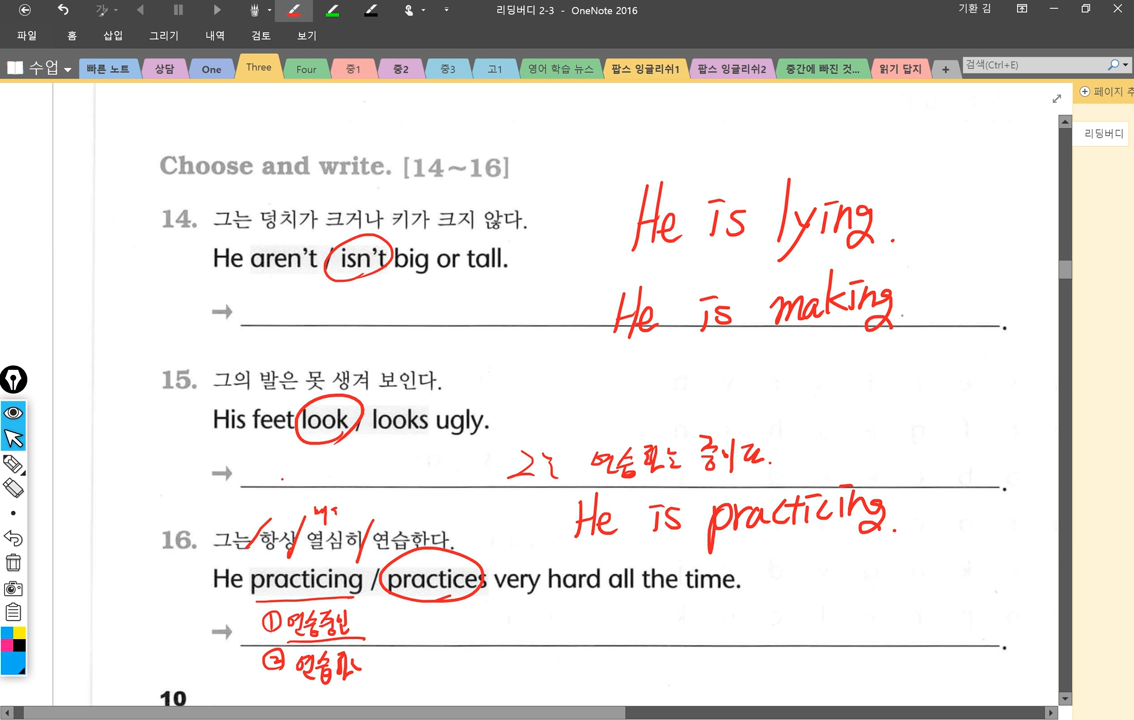 리딩버디 2-3 - OneNote 2016
기환 김
파일 홈 삽입 그리기 내역 검토 보기
수업 빠른 노트 상담 One Three Four 중1 중2 중3 고1 영어 학습 뉴스 팝스 잉글리쉬1 팝스 잉글리쉬2 중간에 빠진 것... 읽기 답지 + 검색(Ctrl+E)
페이지 추
리딩버디
Choose and write. [14~16]
14. 그는 덩치가 크거나 키가 크지 않다.
He is lying.
He aren't / isn't big or tall.
He is making.
15. 그의 발은 못 생겨 보인다.
His feet look / looks ugly.
그는 연습하는 중이다.
He is practicing.
16. 그는/항상/열심히/연습한다.
He practicing / practices very hard all the time.
① 연습중인
② 연습하
10